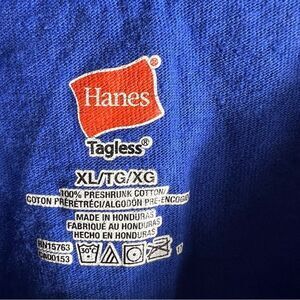 Hanes®
Tagless®
XL/TG/XG
100% PRESHRUNK COTTON/
COTON PRÉRÉTRÉCI/ALGODÓN PRE-ENCOGIDO
MADE IN HONDURAS
FABRIQUÉ AU HONDURAS
HECHO EN HONDURAS
RN15763
CA00153